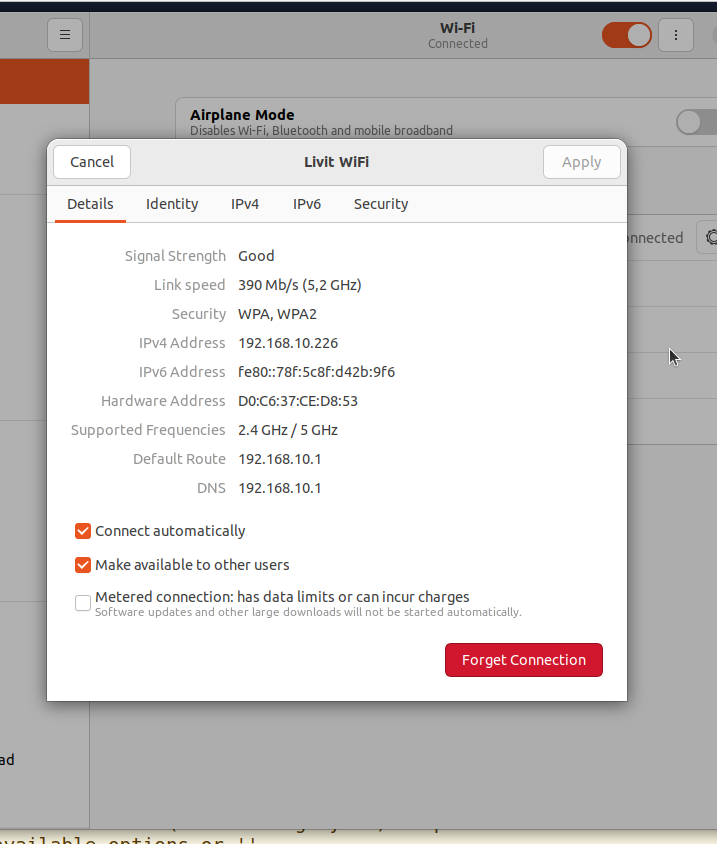 Wi-Fi
Connected
Airplane Mode
Disables Wi-Fi, Bluetooth and mobile broadband
Cancel
Livit WiFi
Apply
Details Identity IPv4 IPv6 Security
onnected
Signal Strength Good
Link speed 390 Mb/s (5,2 GHz)
Security WPA, WPA2
IPv4 Address 192.168.10.226
IPv6 Address fe80::78f:5c8f:d42b:9f6
Hardware Address D0:C6:37:CE:D8:53
Supported Frequencies 2.4 GHz / 5 GHz
Default Route 192.168.10.1
DNS 192.168.10.1
Connect automatically
Make available to other users
Metered connection: has data limits or can incur charges
Software updates and other large downloads will not be started automatically.
Forget Connection
ad
available options or ''